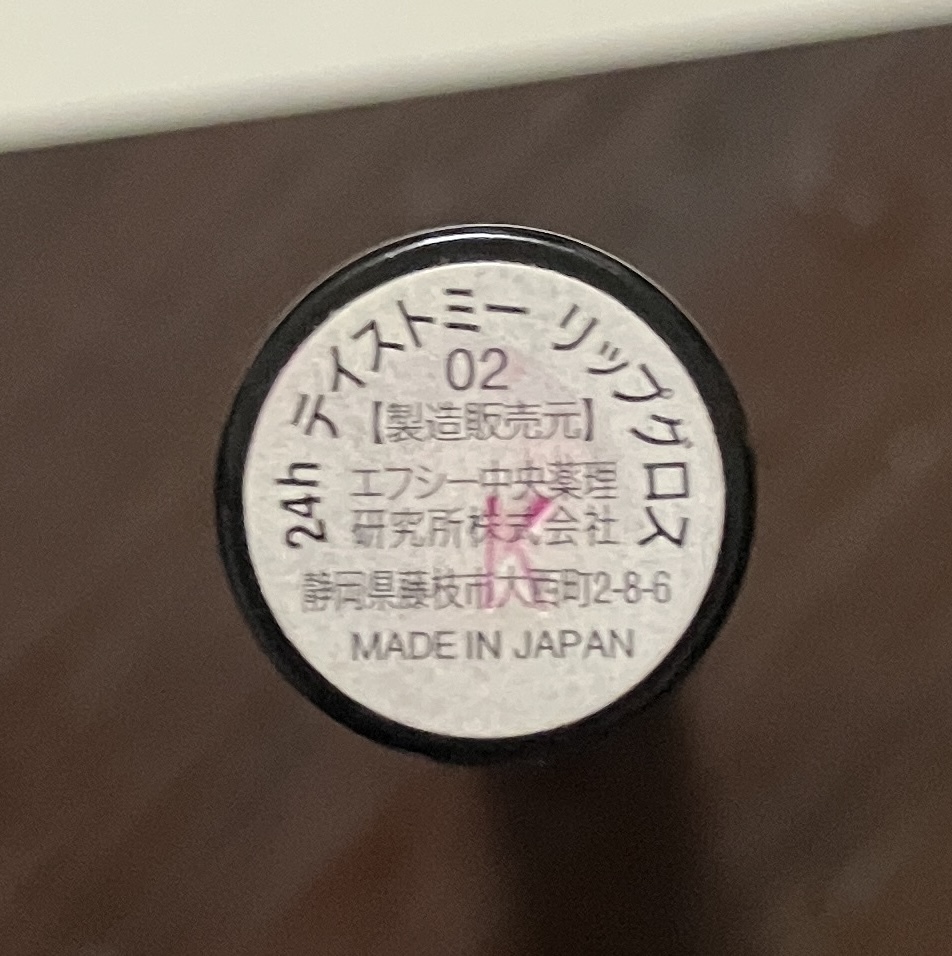 24h テイストミー リップグロス
02
【製造販売元】
エフシー中央薬理
研究所株式会社
静岡県藤枝市大西町2-8-6
MADE IN JAPAN
K